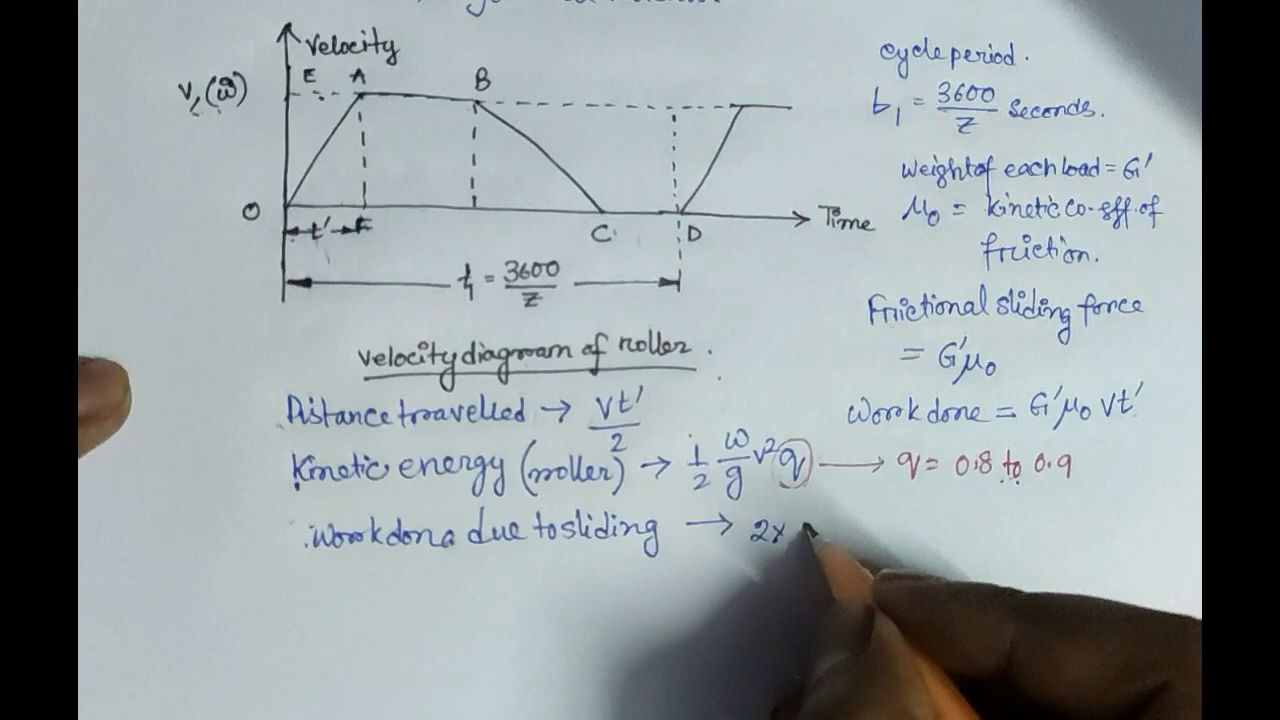 Velocity
E A B
V, (ω)
O
t' F C D Time
t1 = 3600/Z
Velocity diagram of roller.
Distance travelled → Vt'/2
Kinetic energy (roller) → 1/2 ω/g v² q → q = 0.8 to 0.9
Work done due to sliding → 2x
cycle period.
t1 = 3600/Z Seconds.
Weight of each load = G'
μ0 = kinetic co-eff. of
friction.
Frictional sliding force
= G'μ0
Work done = G'μ0 Vt'